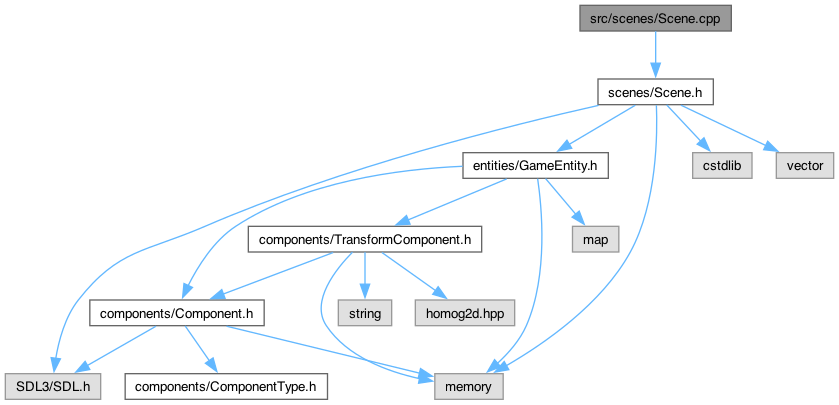 src/scenes/Scene.cpp
scenes/Scene.h
entities/GameEntity.h
cstdlib
vector
components/TransformComponent.h
map
components/Component.h
string
homog2d.hpp
SDL3/SDL.h
components/ComponentType.h
memory